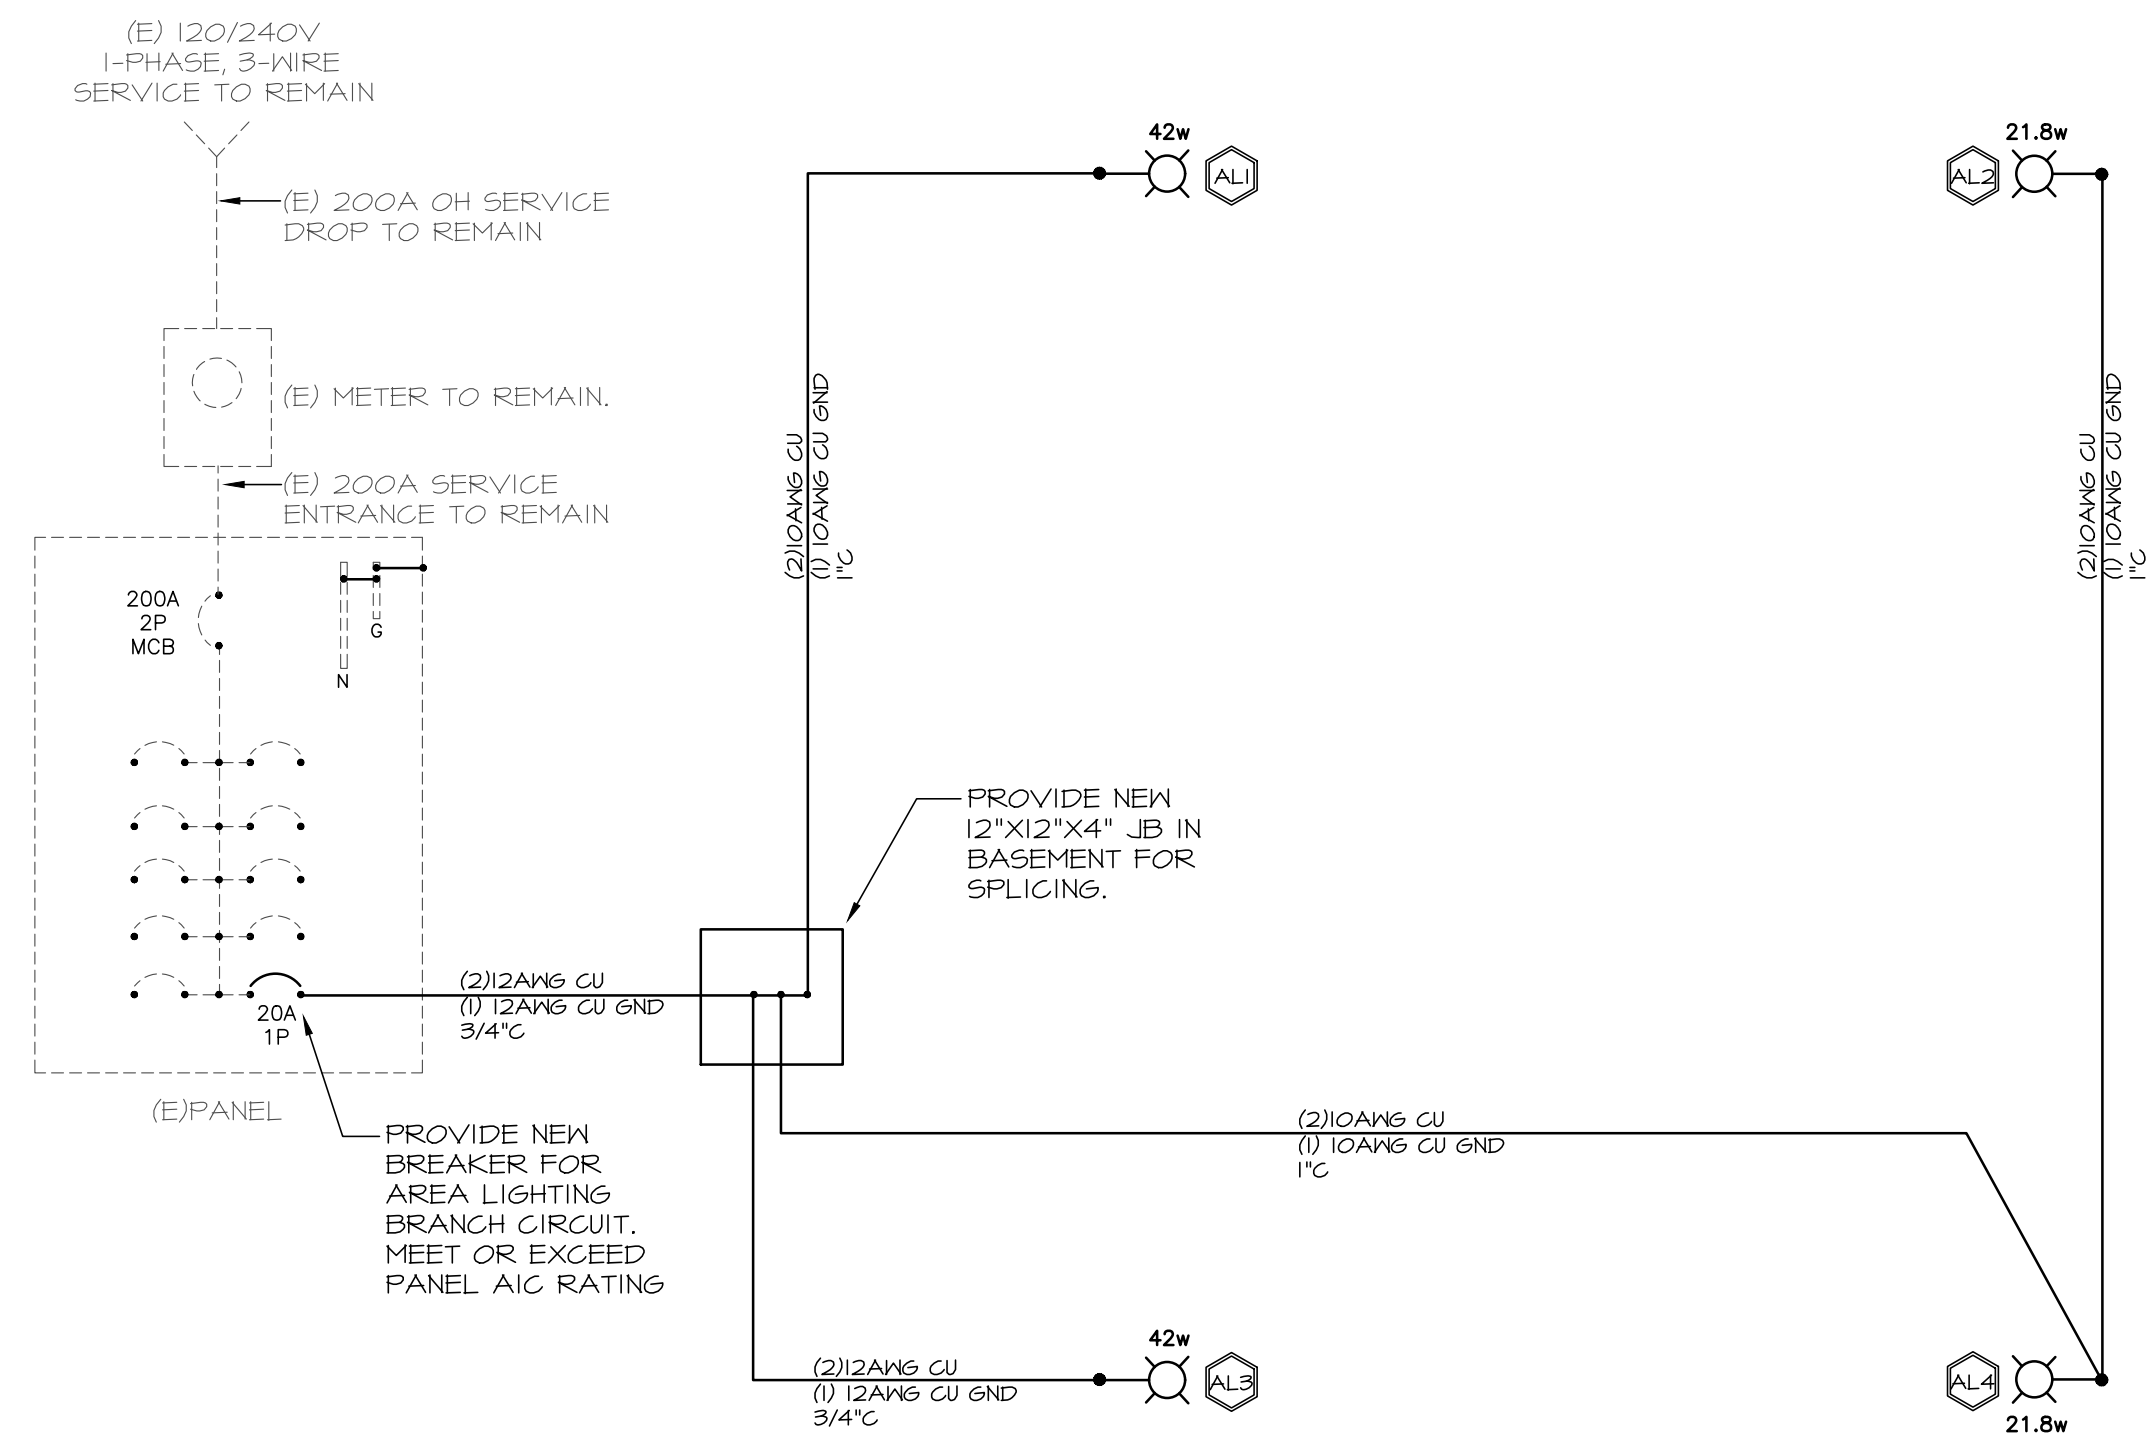 (E) 120/240V
1-PHASE, 3-WIRE
SERVICE TO REMAIN
(E) 200A OH SERVICE
DROP TO REMAIN
(E) METER TO REMAIN.
(E) 200A SERVICE
ENTRANCE TO REMAIN
200A
2P
MCB
N
G
20A
1P
(E)PANEL
PROVIDE NEW
BREAKER FOR
AREA LIGHTING
BRANCH CIRCUIT.
MEET OR EXCEED
PANEL AIC RATING
(2)12AWG CU
(1) 12AWG CU GND
3/4"C
PROVIDE NEW
12"X12"X4" JB IN
BASEMENT FOR
SPLICING.
(2)10AWG CU
(1) 10AWG CU GND
1"C
42w
AL1
21.8w
AL2
(2)10AWG CU
(1) 10AWG CU GND
1"C
(2)10AWG CU
(1) 10AWG CU GND
1"C
(2)12AWG CU
(1) 12AWG CU GND
3/4"C
42w
AL3
AL4
21.8w